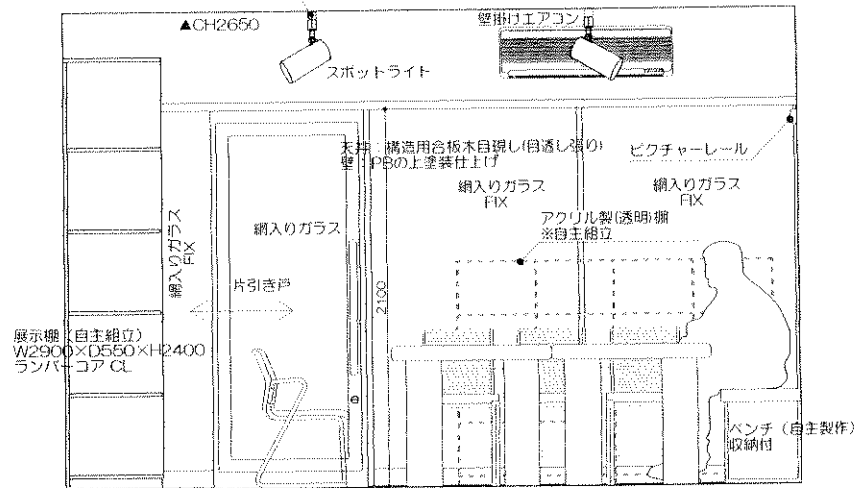 ▲CH2650
壁掛けエアコン
スポットライト
天井：構造用合板木目現し(目透し張り)
壁：PBの上塗装仕上げ
ピクチャーレール
網入りガラス
FIX
網入りガラス
FIX
アクリル製(透明)棚
※自主組立
網入りガラス
網入りガラス
FIX
片引き戸
2100
展示棚(自主組立)
W2900×D550×H2400
ランバーコア CL
ベンチ（自主製作）
収納付